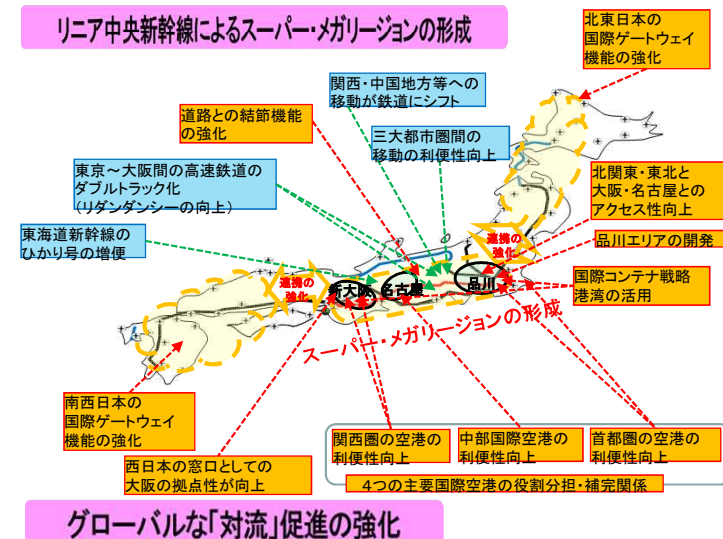 リニア中央新幹線によるスーパー・メガリージョンの形成
北東日本の
国際ゲートウェイ
機能の強化
関西・中国地方等への
移動が鉄道にシフト
道路との結節機能
の強化
三大都市圏間の
移動の利便性向上
東京～大阪間の高速鉄道の
ダブルトラック化
（リダンダンシーの向上）
北関東・東北と
大阪・名古屋との
アクセス性向上
東海道新幹線の
ひかり号の増便
連携の
強化
品川エリアの開発
国際コンテナ戦略
港湾の活用
連携の
強化
新大阪
名古屋
品川
スーパー・メガリージョンの形成
南西日本の
国際ゲートウェイ
機能の強化
西日本の窓口としての
大阪の拠点性が向上
関西圏の空港の
利便性向上
中部国際空港の
利便性向上
首都圏の空港の
利便性向上
４つの主要国際空港の役割分担・補完関係
グローバルな「対流」促進の強化